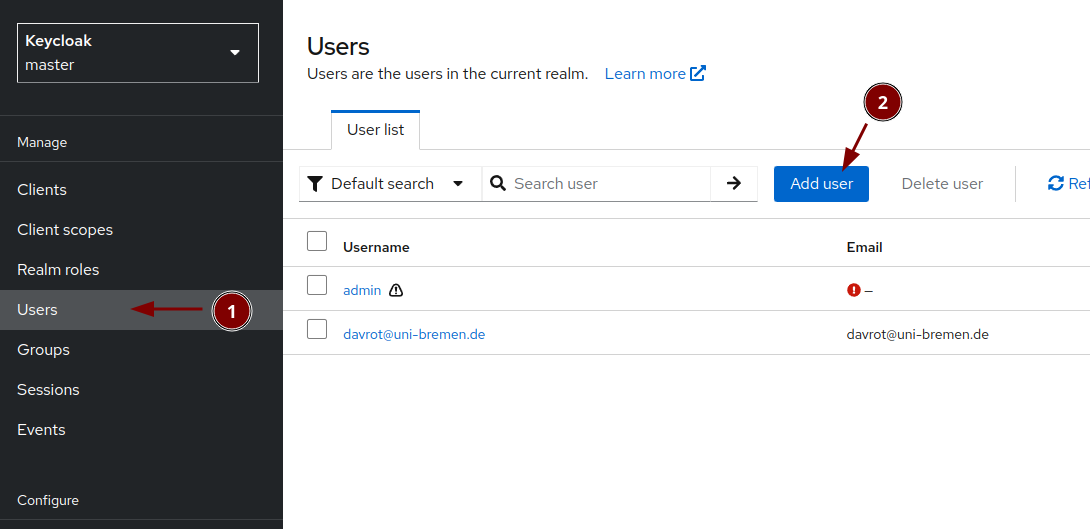 Keycloak
master
Manage
Clients
Client scopes
Realm roles
Users
1
Groups
Sessions
Events
Configure
Users
Users are the users in the current realm. Learn more
2
User list
Default search Search user Add user Delete user
Username Email
admin –
davrot@uni-bremen.de davrot@uni-bremen.de